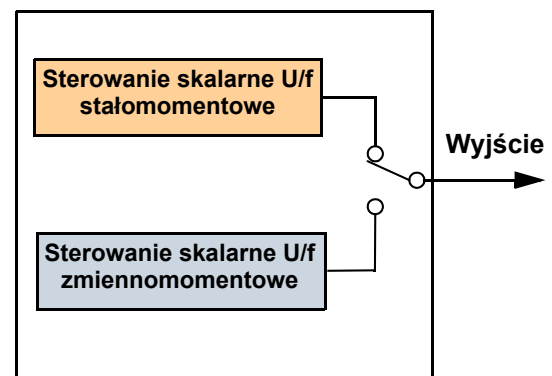 Sterowanie skalarne U/f
stałomomentowe
Wyjście
Sterowanie skalarne U/f
zmiennomomentowe